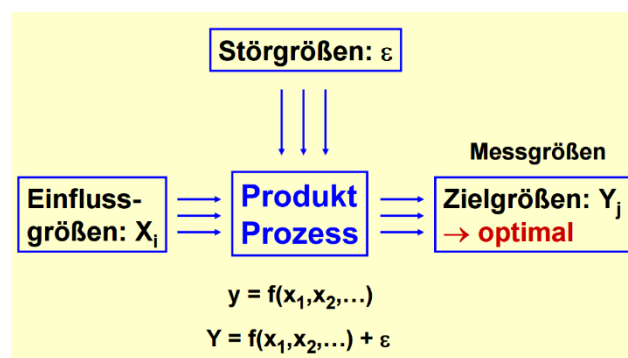 Störgrößen: ε
Messgrößen
Einfluss-
größen: Xi
Produkt
Prozess
Zielgrößen: Yj
→ optimal
y = f(x1,x2,…)
Y = f(x1,x2,…) + ε